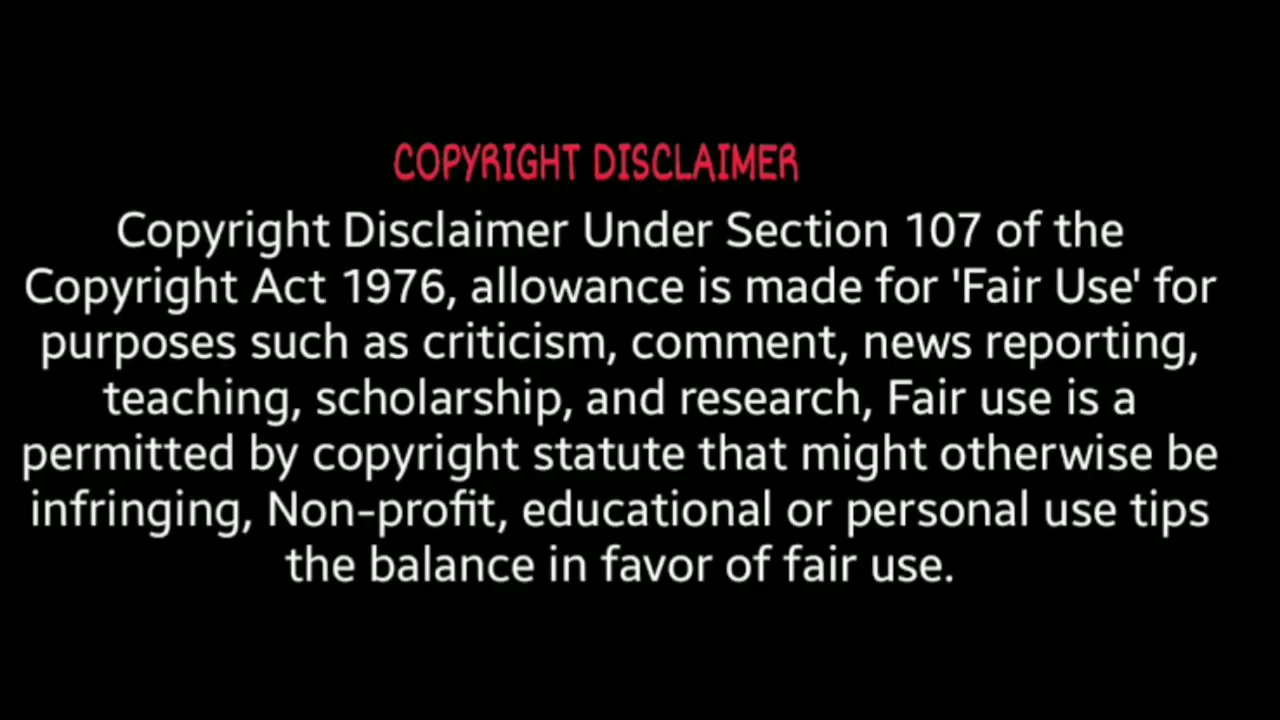 COPYRIGHT DISCLAIMER
Copyright Disclaimer Under Section 107 of the
Copyright Act 1976, allowance is made for 'Fair Use' for
purposes such as criticism, comment, news reporting,
teaching, scholarship, and research, Fair use is a
permitted by copyright statute that might otherwise be
infringing, Non-profit, educational or personal use tips
the balance in favor of fair use.